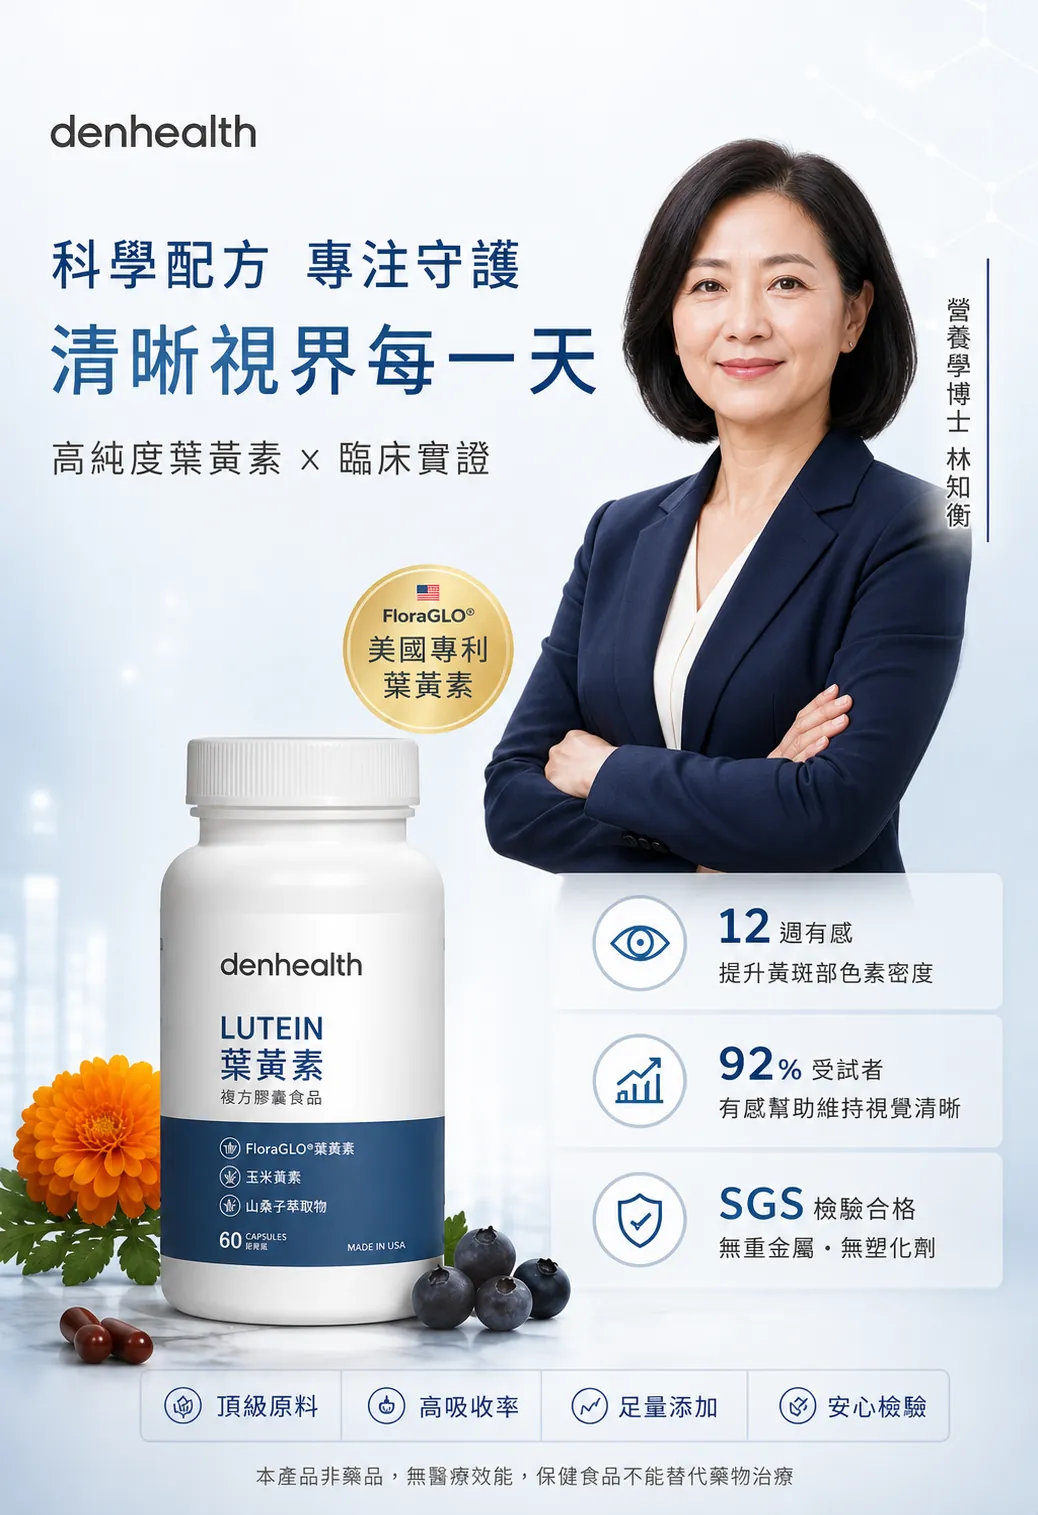 denhealth
科學配方 專注守護
清晰視界每一天
高純度葉黃素 × 臨床實證
營養學博士 林知衡
FloraGLO®
美國專利
葉黃素
denhealth
LUTEIN
葉黃素
複方膠囊食品
FloraGLO®葉黃素
玉米黃素
山桑子萃取物
60 CAPSULES
MADE IN USA
12 週有感
提升黃斑部色素密度
92% 受試者
有感幫助維持視覺清晰
SGS 檢驗合格
無重金屬・無塑化劑
頂級原料
高吸收率
足量添加
安心檢驗
本產品非藥品，無醫療效能，保健食品不能替代藥物治療